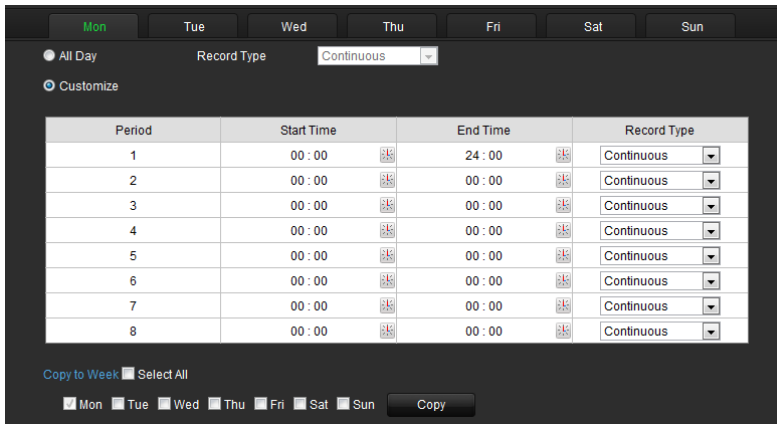 Mon Tue Wed Thu Fri Sat Sun
All Day Record Type Continuous
Customize
Period Start Time End Time Record Type
1 00 : 00 24 : 00 Continuous
2 00 : 00 00 : 00 Continuous
3 00 : 00 00 : 00 Continuous
4 00 : 00 00 : 00 Continuous
5 00 : 00 00 : 00 Continuous
6 00 : 00 00 : 00 Continuous
7 00 : 00 00 : 00 Continuous
8 00 : 00 00 : 00 Continuous
Copy to Week Select All
Mon Tue Wed Thu Fri Sat Sun Copy